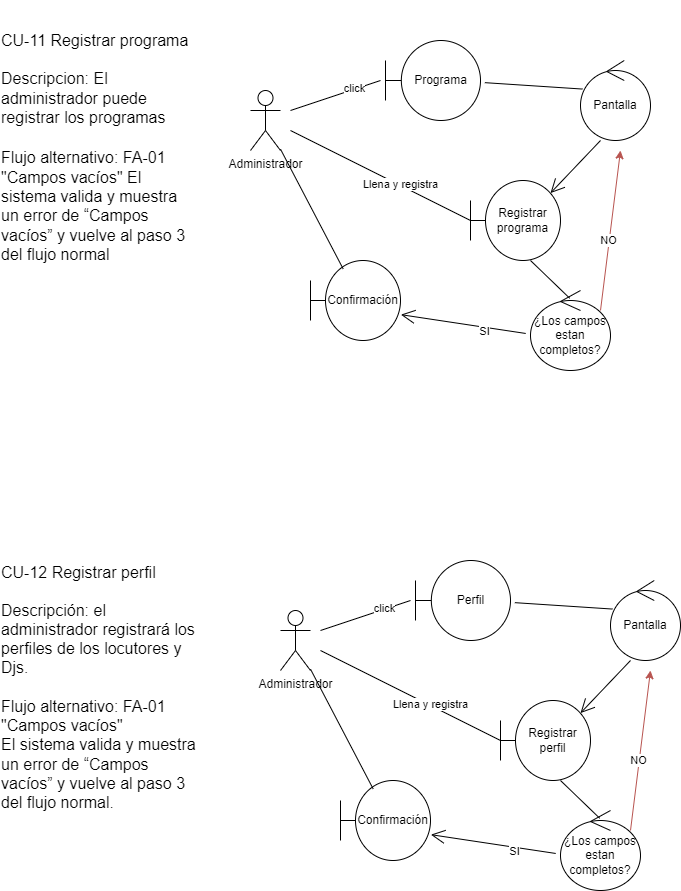 CU-11 Registrar programa
Descripcion: El
administrador puede
registrar los programas
Flujo alternativo: FA-01
"Campos vacíos" El
sistema valida y muestra
un error de “Campos
vacíos” y vuelve al paso 3
del flujo normal
Administrador
click
Programa
Pantalla
Llena y registra
Registrar
programa
NO
Confirmación
SI
¿Los campos
estan
completos?
CU-12 Registrar perfil
Descripción: el
administrador registrará los
perfiles de los locutores y
Djs.
Flujo alternativo: FA-01
"Campos vacíos"
El sistema valida y muestra
un error de “Campos
vacíos” y vuelve al paso 3
del flujo normal.
Administrador
click
Perfil
Pantalla
Llena y registra
Registrar
perfil
NO
Confirmación
SI
¿Los campos
estan
completos?